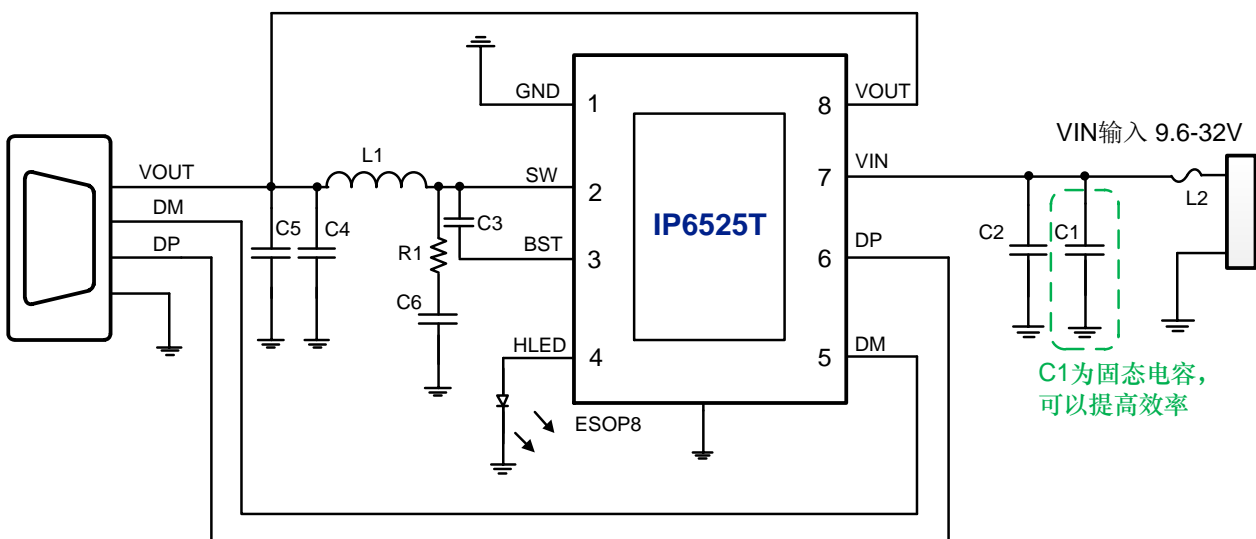 GND
1
8
VOUT
VIN输入 9.6-32V
VOUT
L1
SW
2
7
VIN
DM
L2
C5
C4
C3
IP6525T
C2
C1
DP
R1
BST
3
6
DP
C6
HLED
4
5
DM
C1为固态电容，
可以提高效率
ESOP8